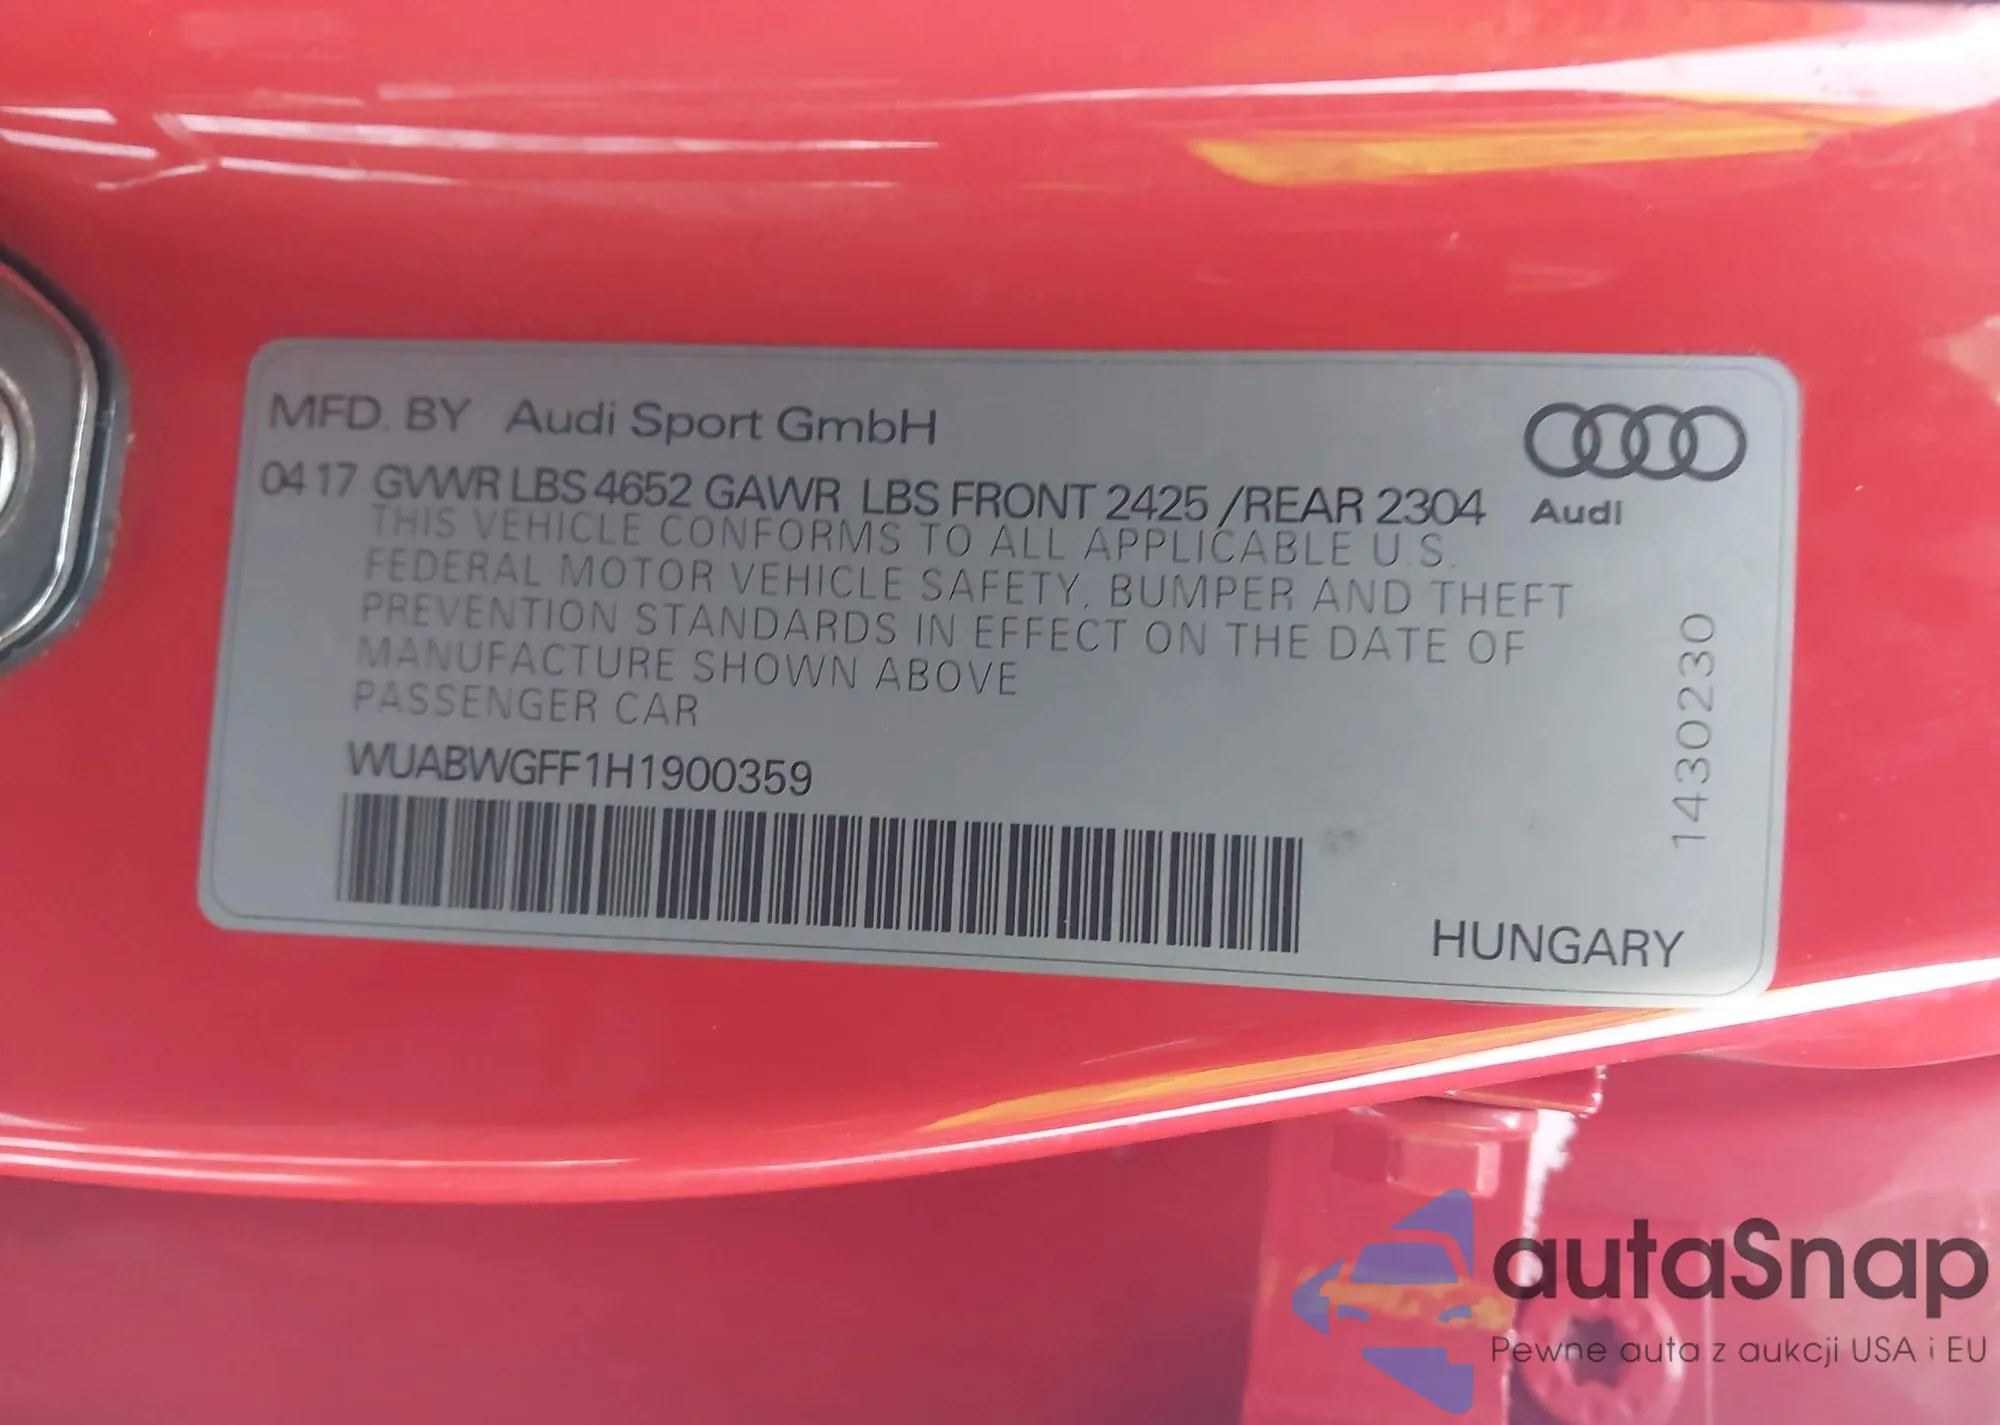 MFD. BY Audi Sport GmbH
04 17 GVWR LBS 4652 GAWR LBS FRONT 2425 /REAR 2304
Audi
THIS VEHICLE CONFORMS TO ALL APPLICABLE U.S.
FEDERAL MOTOR VEHICLE SAFETY, BUMPER AND THEFT
PREVENTION STANDARDS IN EFFECT ON THE DATE OF
MANUFACTURE SHOWN ABOVE
PASSENGER CAR
WUABWGFF1H1900359
1430230
HUNGARY
autaSnap
Pewne auta z aukcji USA i EU